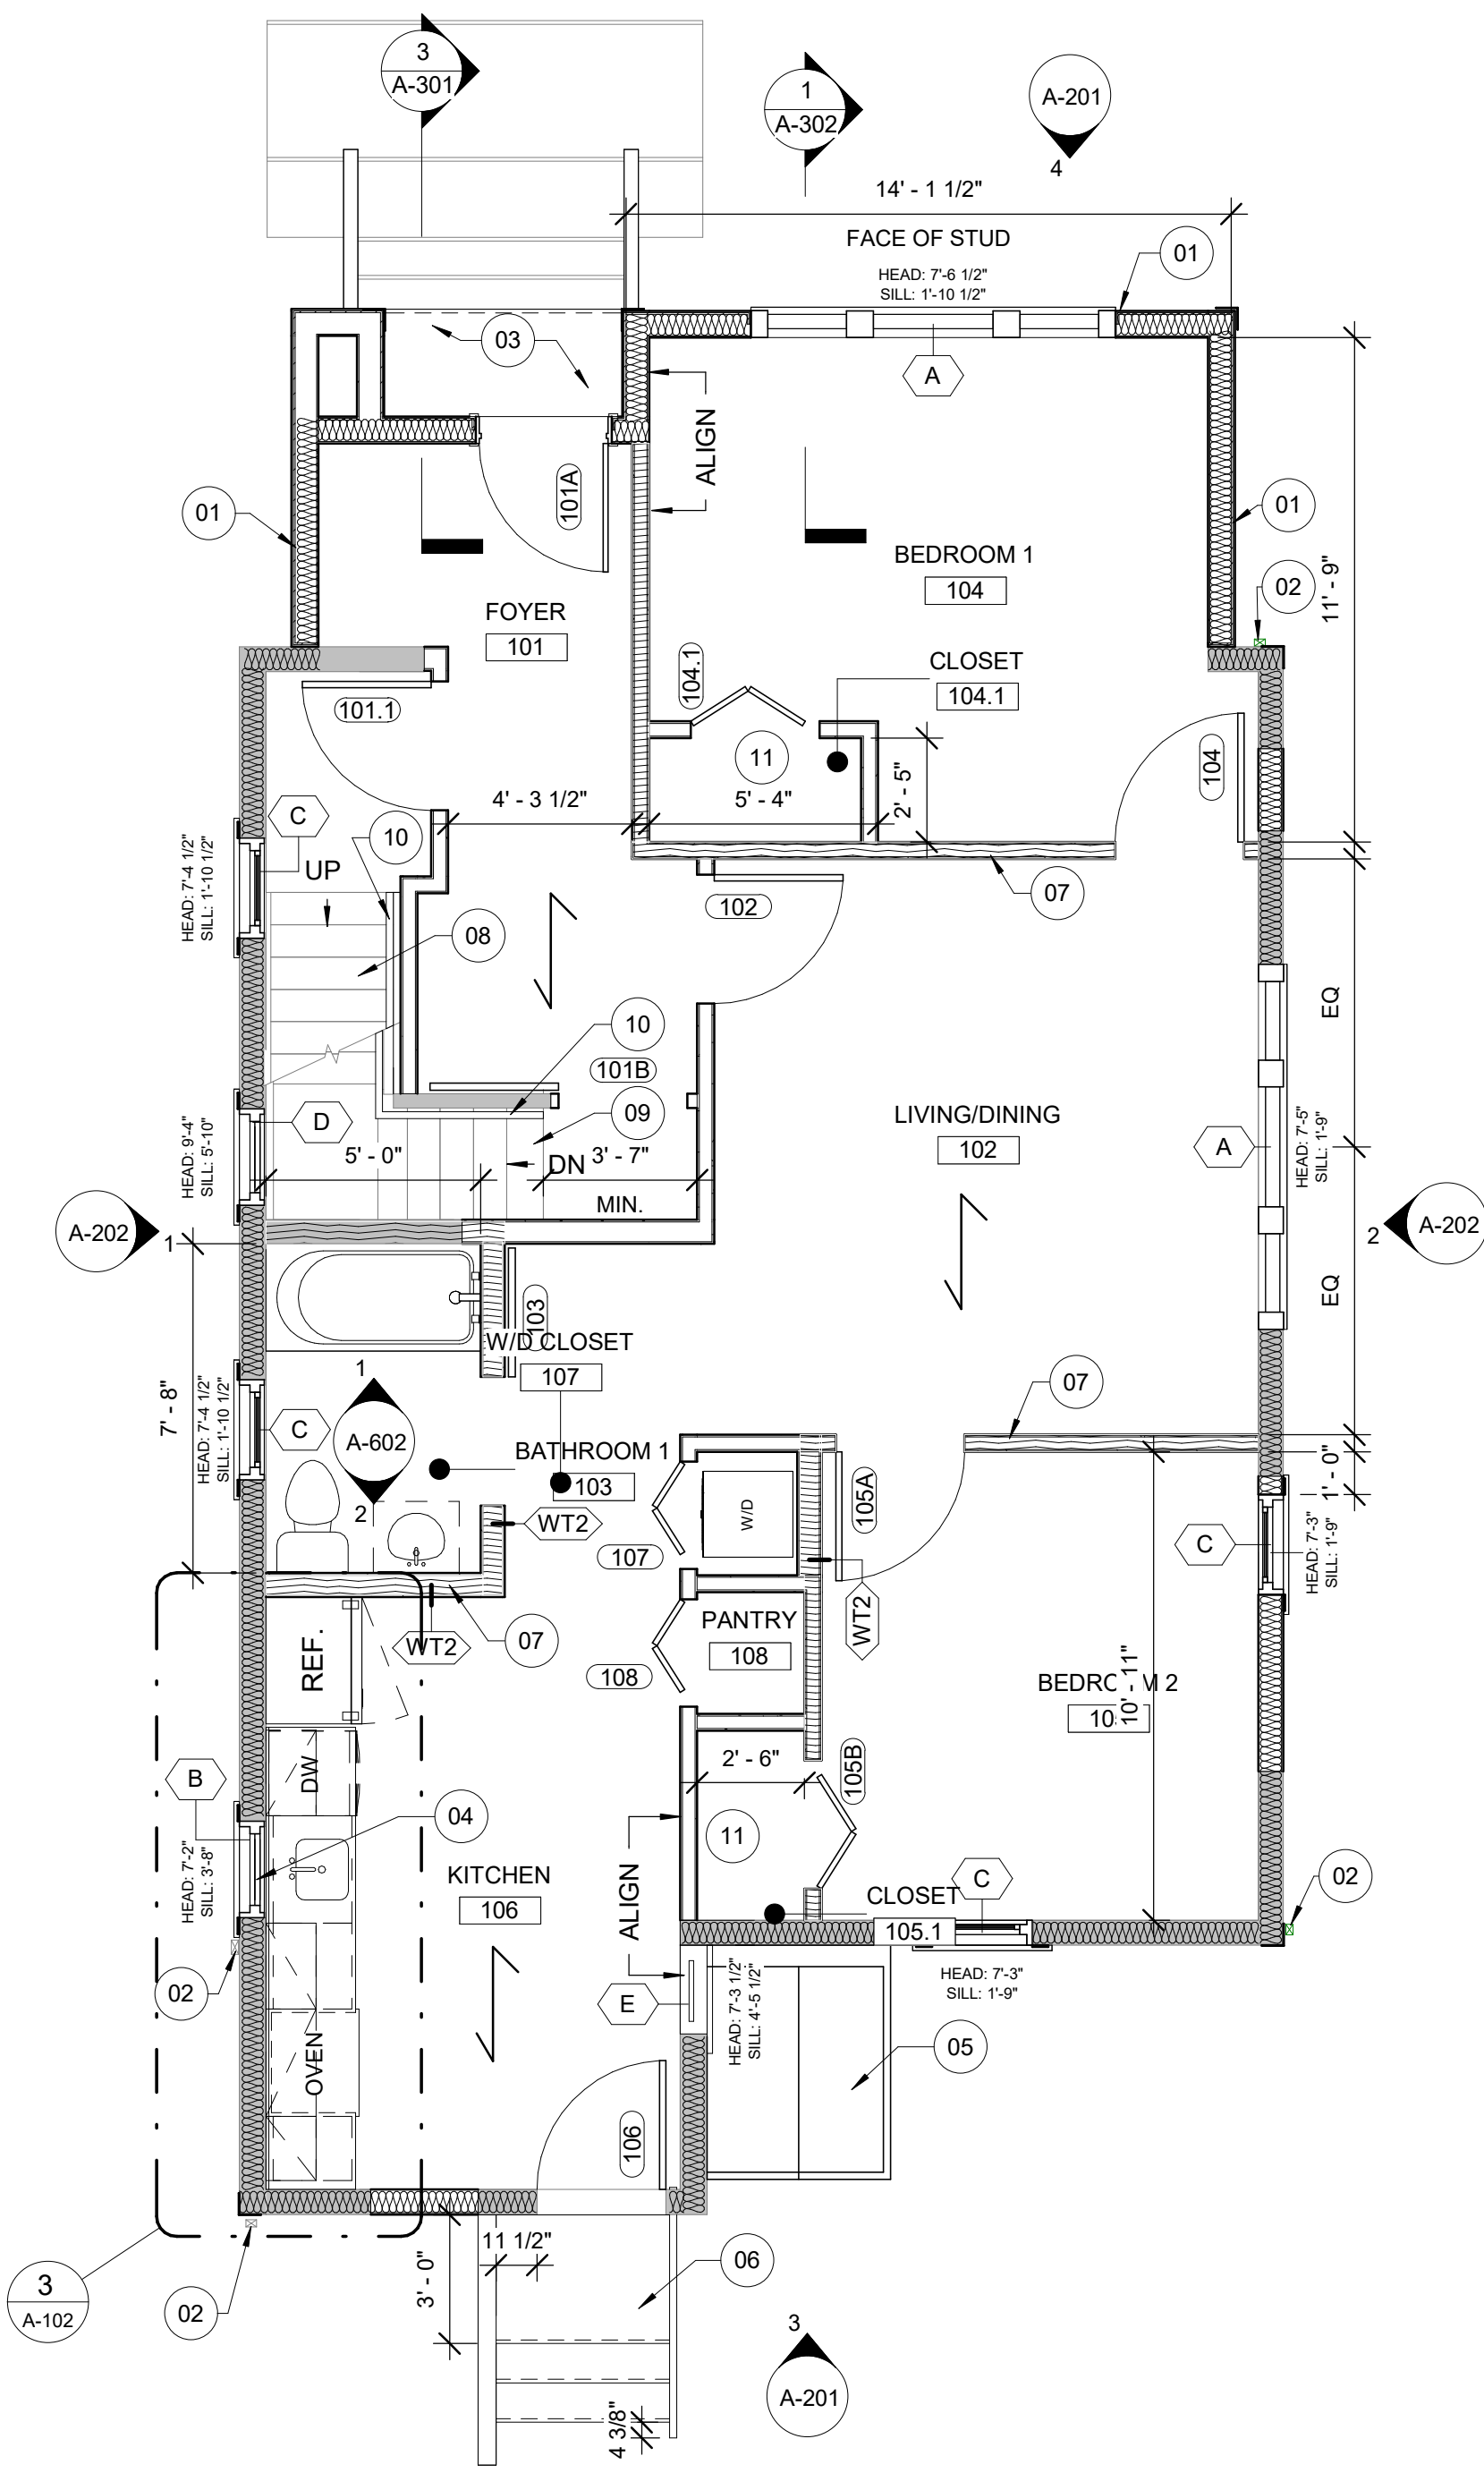 3
A-301
1
A-302
A-201
4
14' - 1 1/2"
FACE OF STUD
HEAD: 7'-6 1/2"
SILL: 1'-10 1/2"
01
03
A
ALIGN
101A
01
01
BEDROOM 1
104
02
11' - 9"
FOYER
101
CLOSET
104.1
104.1
101.1
11
104
4' - 3 1/2"
5' - 4"
2' - 5"
C
10
HEAD: 7'-4 1/2"
SILL: 1'-10 1/2"
UP
102
07
08
EQ
10
101B
09
D
HEAD: 9'-4"
SILL: 5'-10"
5' - 0"
DN
3' - 7"
MIN.
LIVING/DINING
102
A
HEAD: 7'-5"
SILL: 1'-9"
A-202
1
2
A-202
EQ
103
W/D CLOSET
107
7' - 8"
HEAD: 7'-4 1/2"
SILL: 1'-10 1/2"
C
1
A-602
2
BATHROOM 1
103
07
1' - 0"
WT2
W/D
105A
107
C
HEAD: 7'-3"
SILL: 1'-9"
REF.
WT2
07
PANTRY
108
108
WT2
BEDRO M 2
10
10' - 11"
DW
B
04
HEAD: 7'-2"
SILL: 3'-8"
2' - 6"
105B
11
KITCHEN
106
ALIGN
CLOSET
105.1
C
02
02
HEAD: 7'-3"
SILL: 1'-9"
E
HEAD: 7'-3 1/2"
SILL: 4'-5 1/2"
05
OVEN
106
3
A-102
02
11 1/2"
3' - 0"
06
4 3/8"
3
A-201